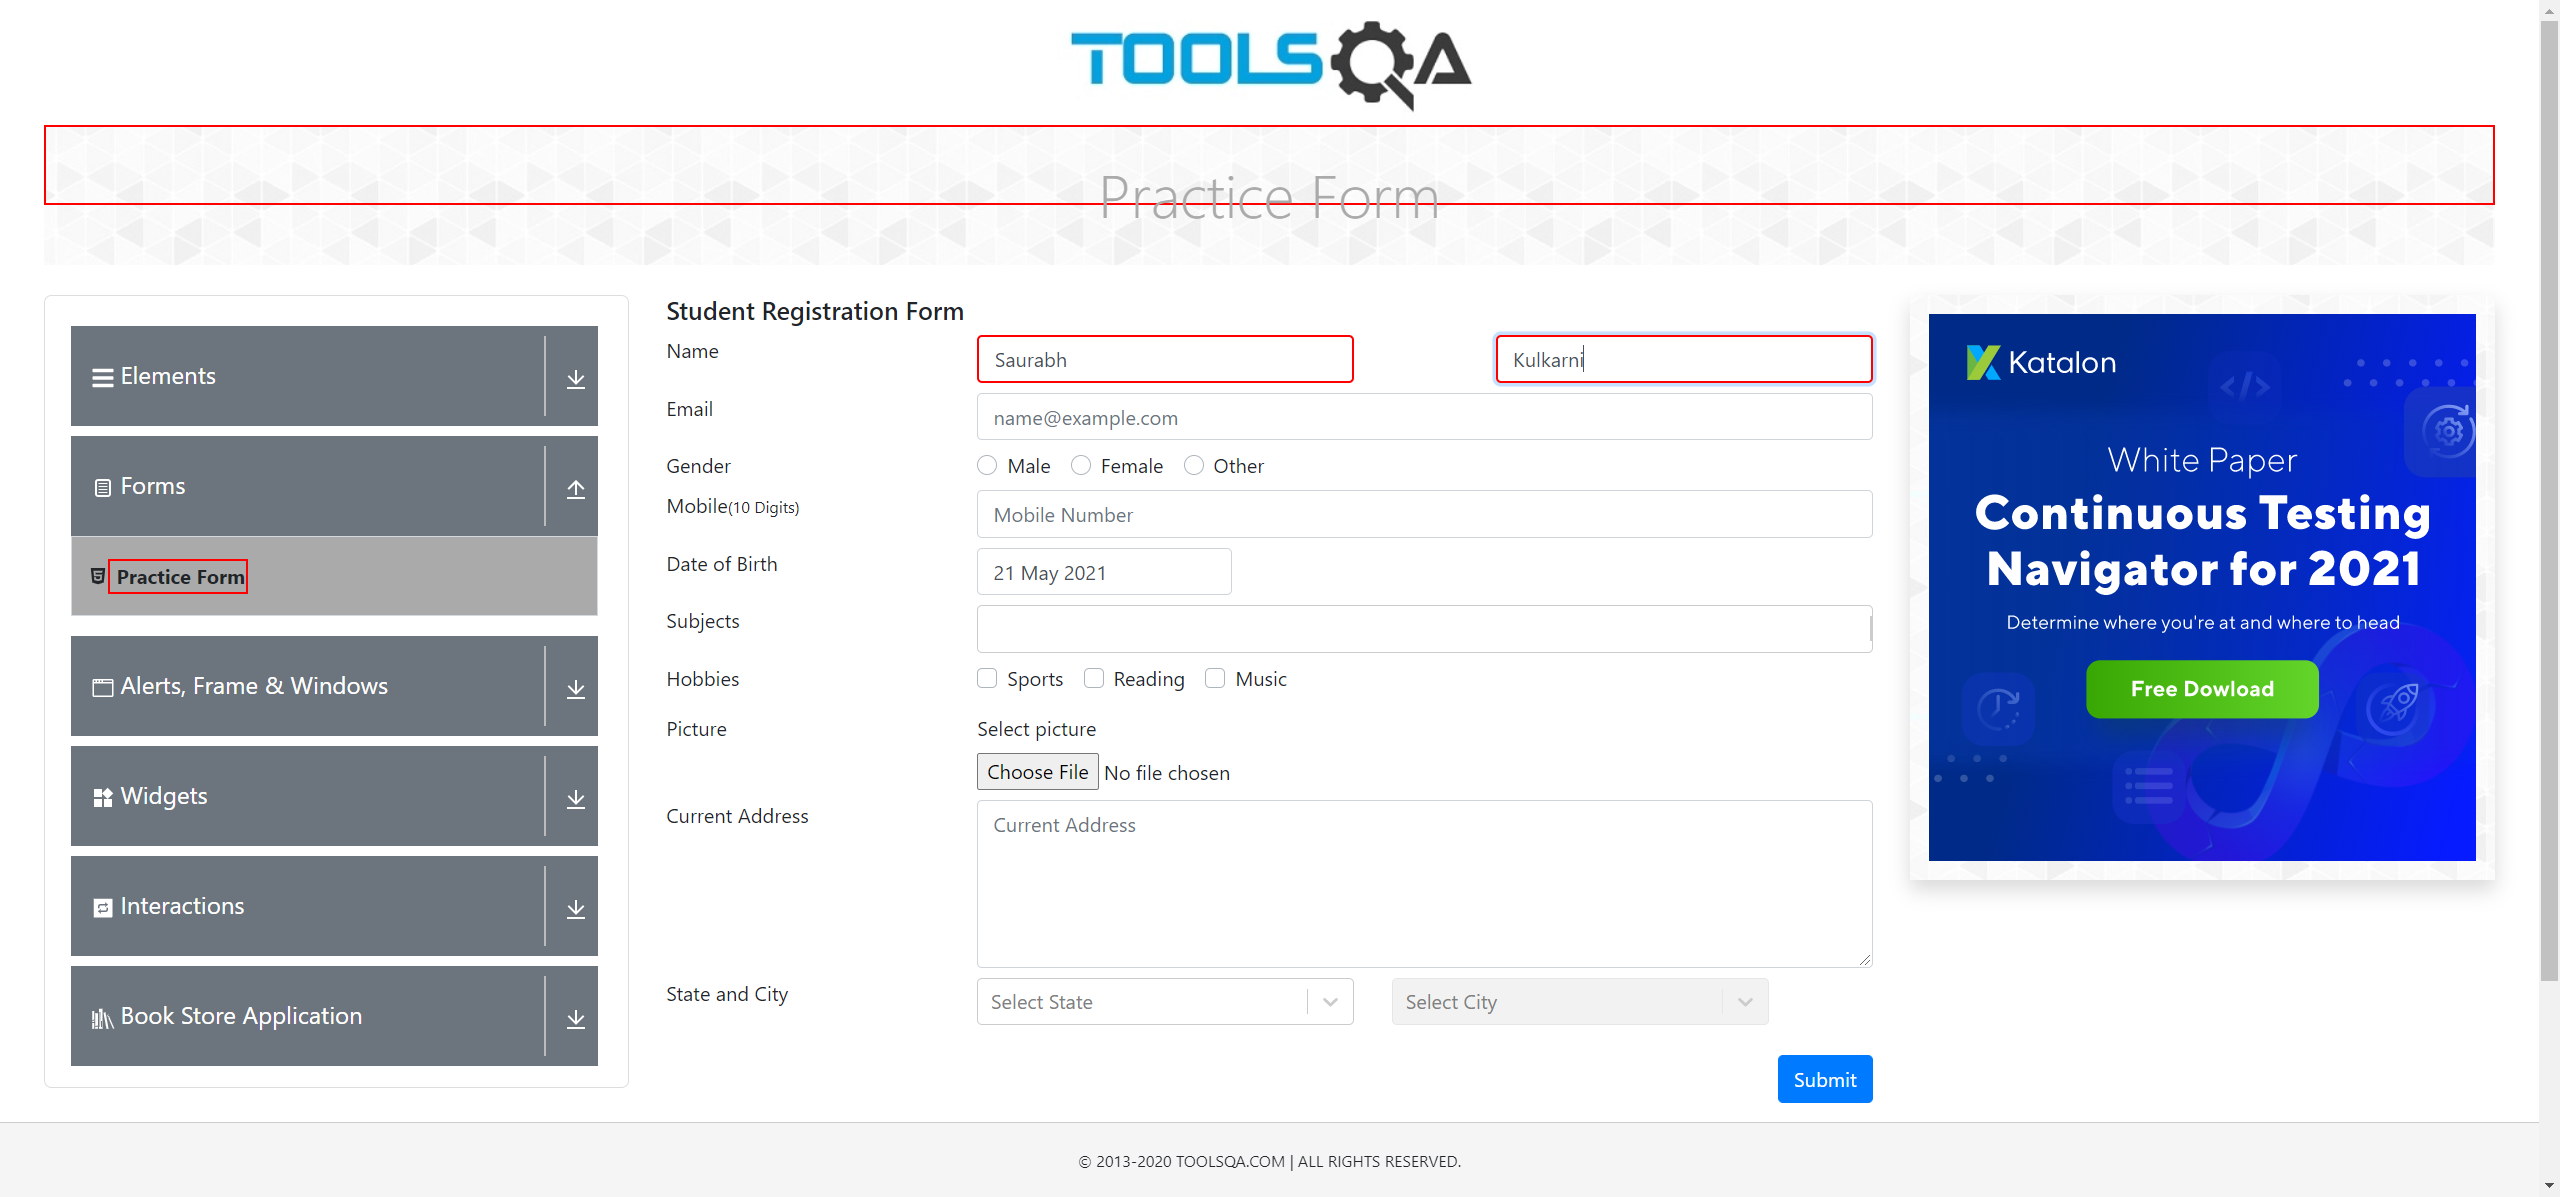 TOOLSQA
Practice Form
Elements
Forms
Practice Form
Alerts, Frame & Windows
Widgets
Interactions
Book Store Application
Student Registration Form
Name Saurabh Kulkarni
Email name@example.com
Gender Male Female Other
Mobile(10 Digits) Mobile Number
Date of Birth 21 May 2021
Subjects
Hobbies Sports Reading Music
Picture Select picture
Choose File No file chosen
Current Address Current Address
State and City Select State Select City
Submit
Katalon
White Paper
Continuous Testing
Navigator for 2021
Determine where you're at and where to head
Free Dowload
© 2013-2020 TOOLSQA.COM | ALL RIGHTS RESERVED.